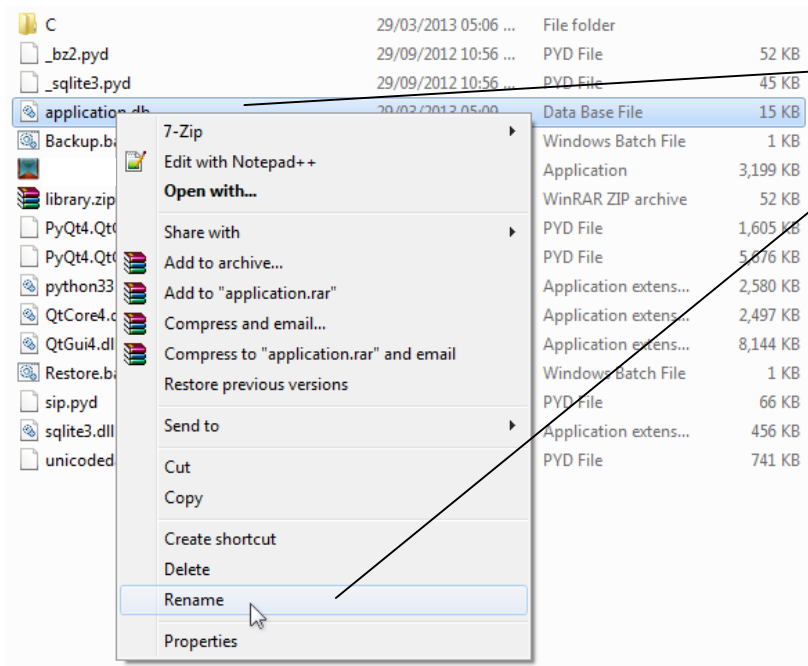 C 29/03/2013 05:06 ... File folder
_bz2.pyd 29/09/2012 10:56 ... PYD File 52 KB
_sqlite3.pyd 29/09/2012 10:56 ... PYD File 45 KB
application.db 29/03/2013 05:09 Data Base File 15 KB
Backup.ba Windows Batch File 1 KB
Application 3,199 KB
library.zip WinRAR ZIP archive 52 KB
PyQt4.Qt PYD File 1,605 KB
PyQt4.Qt PYD File 5,676 KB
python33 Application extens... 2,580 KB
QtCore4.d Application extens... 2,497 KB
QtGui4.dll Application extens... 8,144 KB
Restore.ba Windows Batch File 1 KB
sip.pyd PYD File 66 KB
sqlite3.dll Application extens... 456 KB
unicoded PYD File 741 KB
7-Zip
Edit with Notepad++
Open with...
Share with
Add to archive...
Add to "application.rar"
Compress and email...
Compress to "application.rar" and email
Restore previous versions
Send to
Cut
Copy
Create shortcut
Delete
Rename
Properties